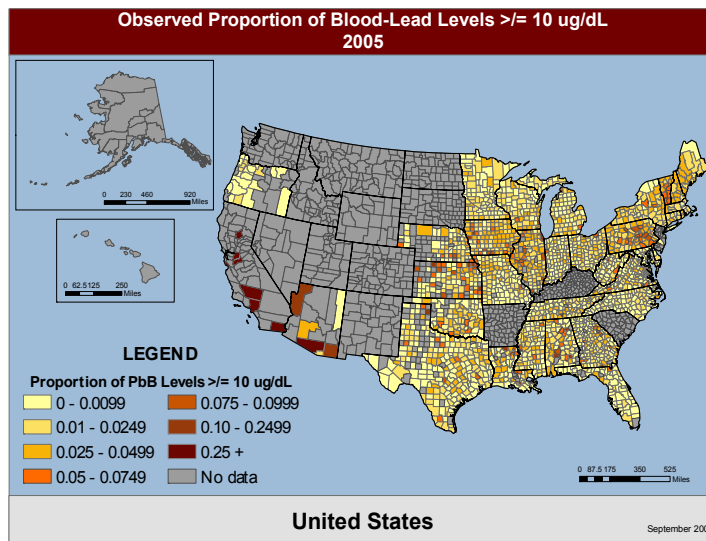 Observed Proportion of Blood-Lead Levels >/= 10 ug/dL
2005
0 230 460 920
Miles
0 62.5 125 250
Miles
LEGEND
Proportion of PbB Levels >/= 10 ug/dL
0 - 0.0099
0.01 - 0.0249
0.025 - 0.0499
0.05 - 0.0749
0.075 - 0.0999
0.10 - 0.2499
0.25 +
No data
0 87.5 175 350 525
Miles
United States
September